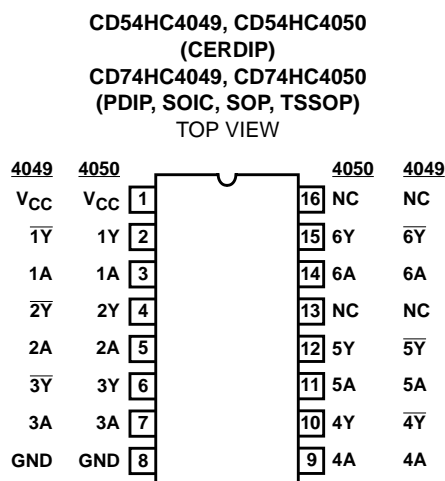 CD54HC4049, CD54HC4050
(CERDIP)
CD74HC4049, CD74HC4050
(PDIP, SOIC, SOP, TSSOP)
TOP VIEW
4049 4050 4050 4049
VCC VCC 1 16 NC NC
1Y̅ 1Y 2 15 6Y 6Y̅
1A 1A 3 14 6A 6A
2Y̅ 2Y 4 13 NC NC
2A 2A 5 12 5Y 5Y̅
3Y̅ 3Y 6 11 5A 5A
3A 3A 7 10 4Y 4Y̅
GND GND 8 9 4A 4A